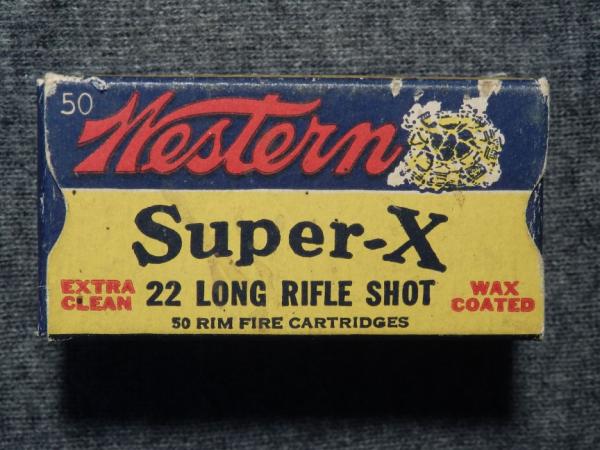 50
Western
Super-X
EXTRA CLEAN
22 LONG RIFLE SHOT
WAX COATED
50 RIM FIRE CARTRIDGES